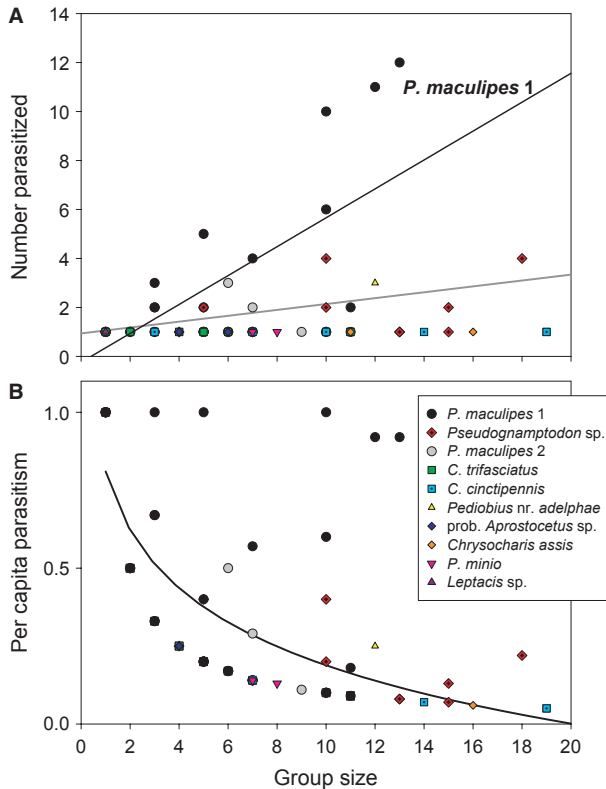 A
14
12
10
8
6
4
2
0
Number parasitized
P. maculipes 1
B
1.0
0.5
0.0
Per capita parasitism
P. maculipes 1
Pseudognamptodon sp.
P. maculipes 2
C. trifasciatus
C. cinctipennis
Pediobius nr. adelphae
prob. Aprostocetus sp.
Chrysocharis assis
P. minio
Leptacis sp.
0 2 4 6 8 10 12 14 16 18 20
Group size